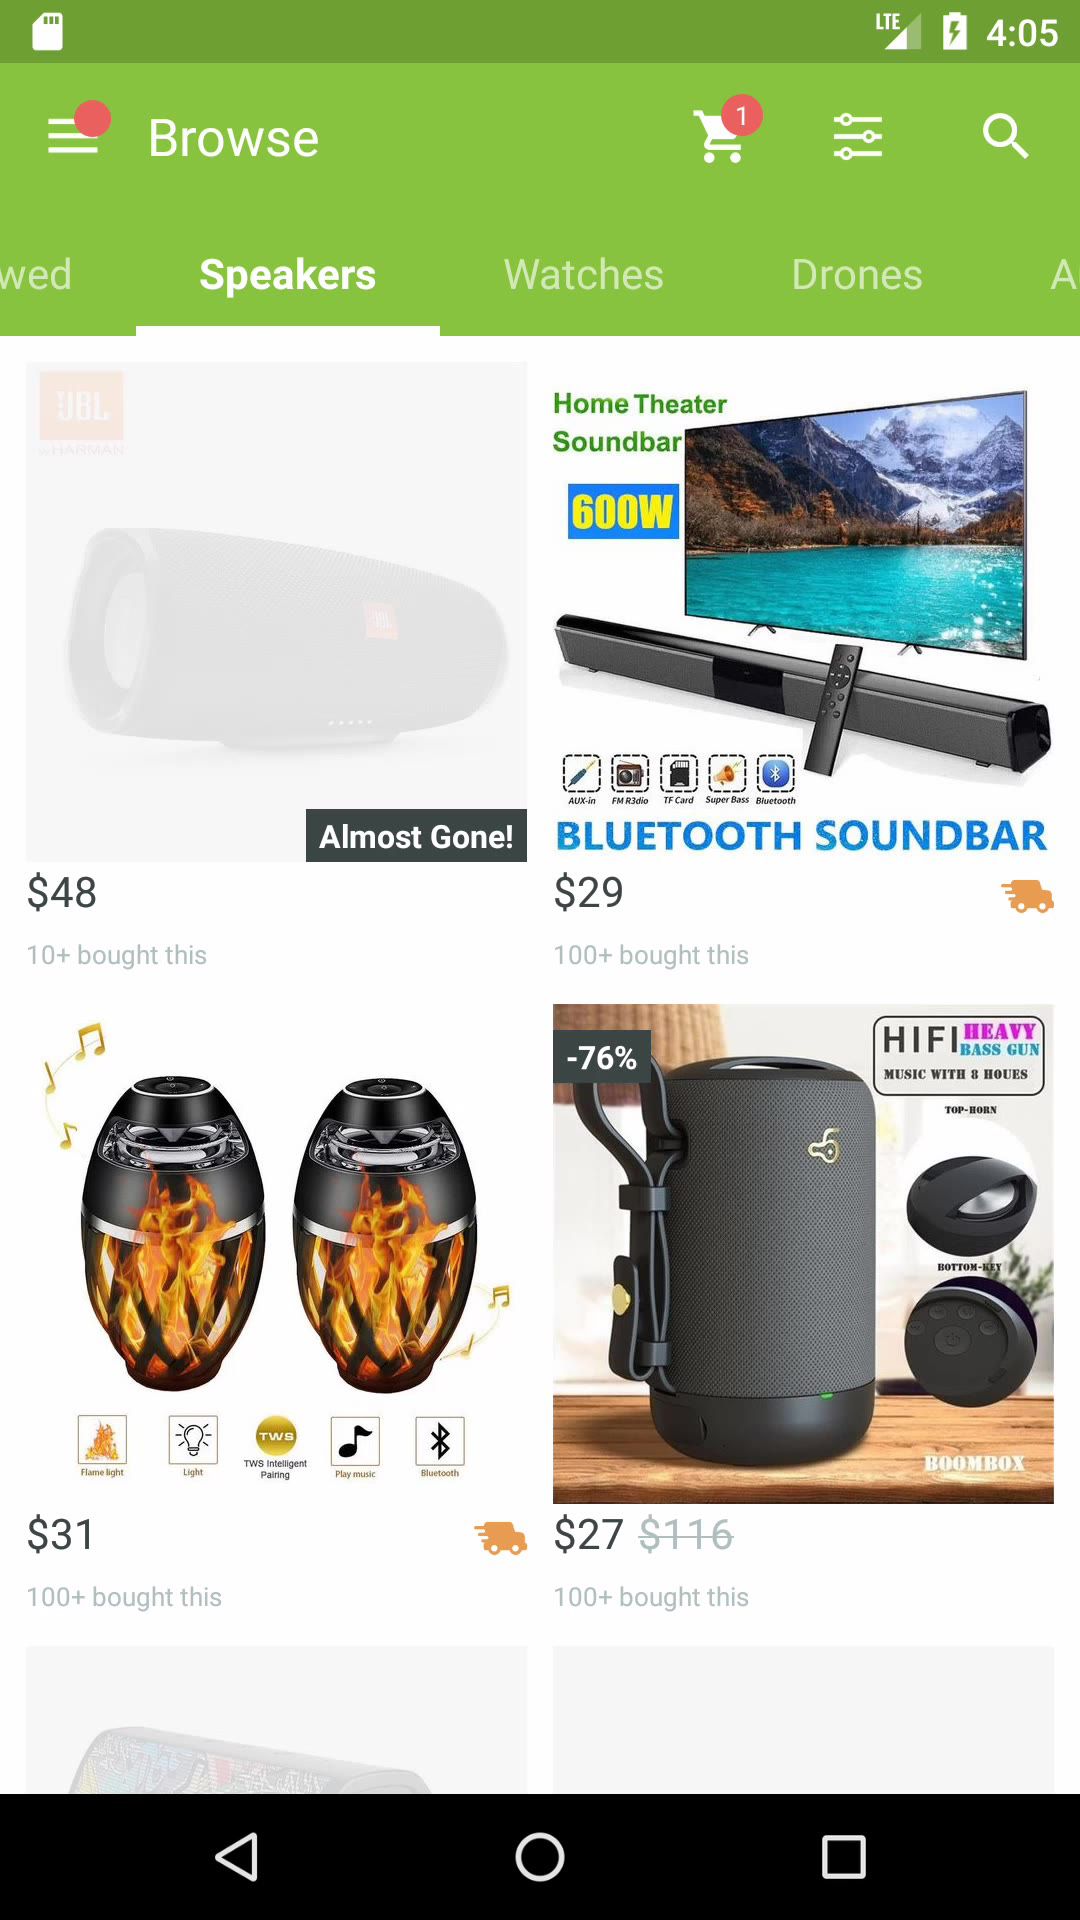 LTE
4:05
Browse
1
wed
Speakers
Watches
Drones
A
JBL
by HARMAN
JBL
Almost Gone!
$48
10+ bought this
Home Theater
Soundbar
600W
AUX-in
FM R3dio
TF Card
Super Bass
Bluetooth
BLUETOOTH SOUNDBAR
$29
100+ bought this
Flame light
Light
TWS
TWS Intelligent
Pairing
Play music
Bluetooth
$31
100+ bought this
-76%
HIFI
HEAVY
BASS GUN
MUSIC WITH 8 HOUES
TOP-HORN
BOTTOM-KEY
BOOMBOX
$27 $116
100+ bought this